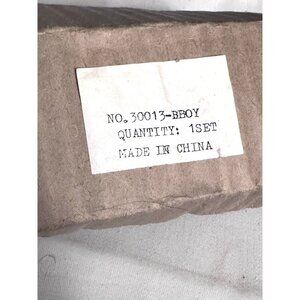 NO.30013-BBOY
QUANTITY: 1SET
MADE IN CHINA